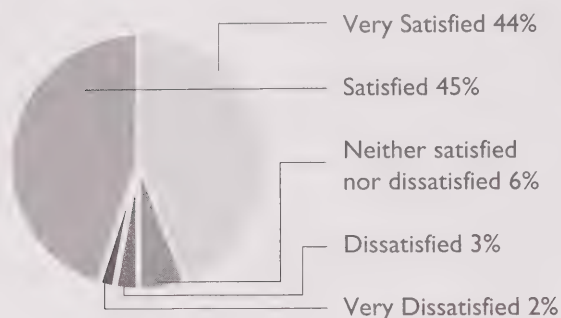 Very Satisfied 44%
Satisfied 45%
Neither satisfied
nor dissatisfied 6%
Dissatisfied 3%
Very Dissatisfied 2%